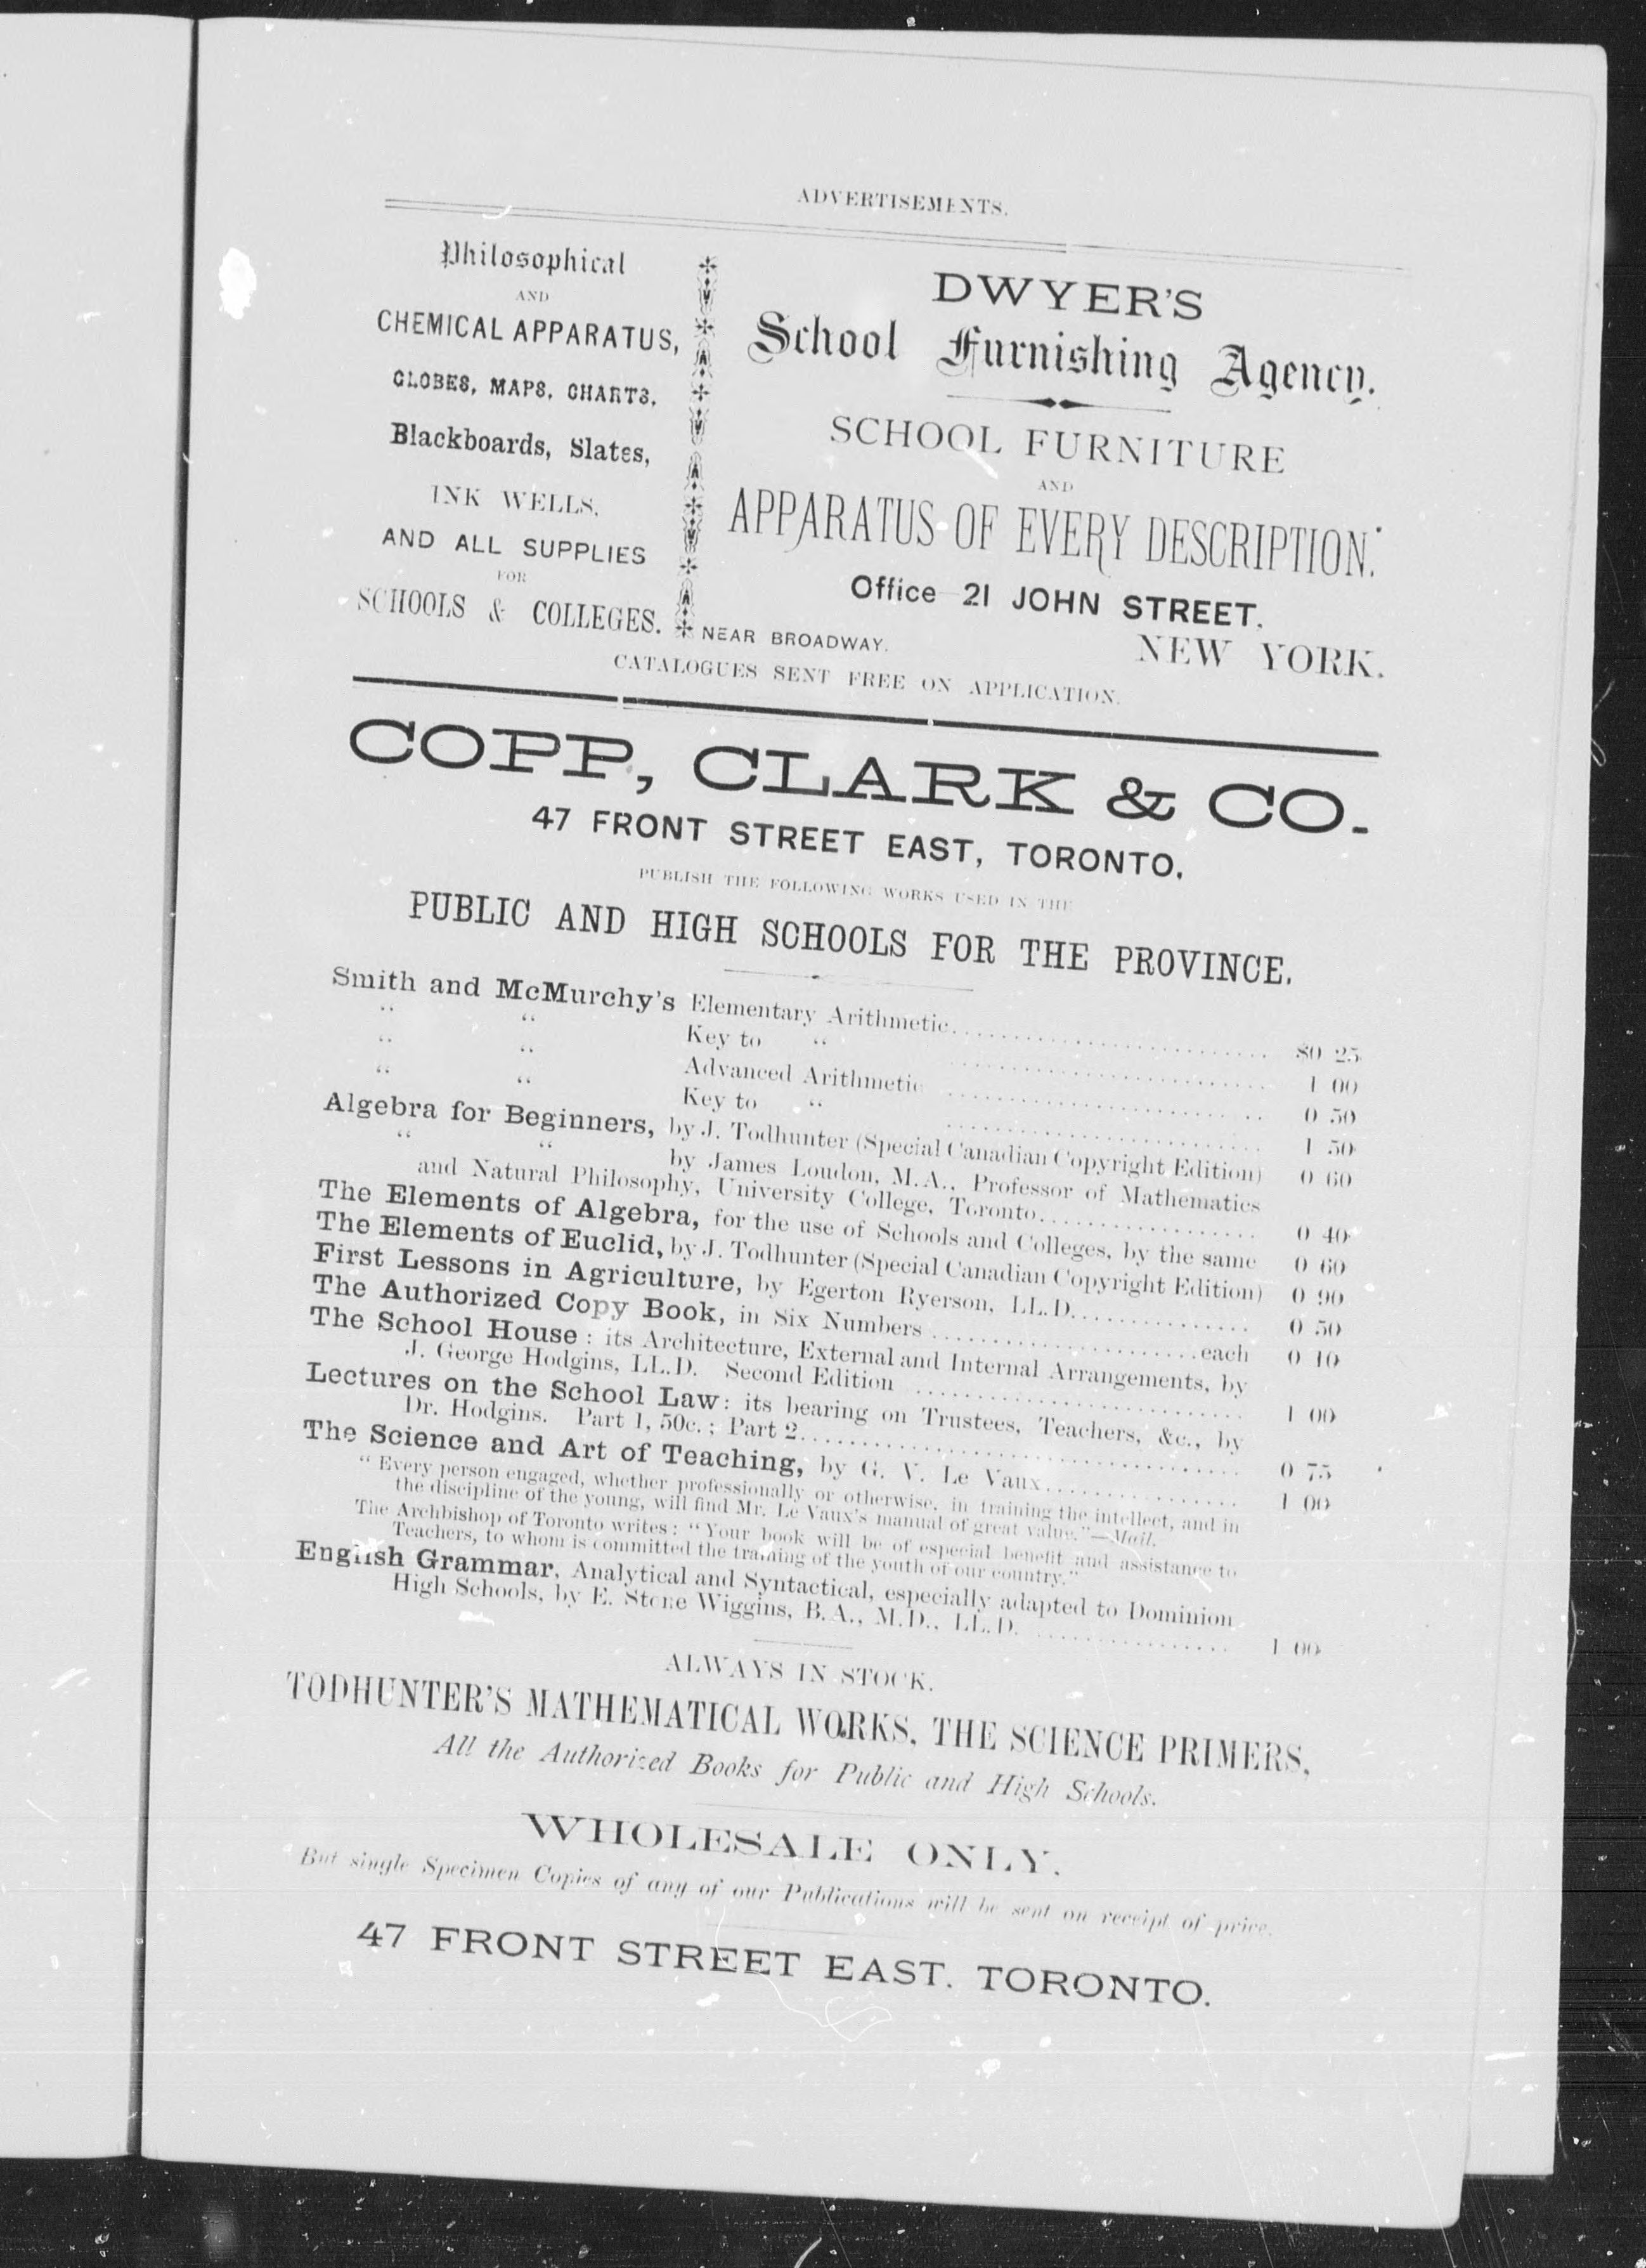 ADVERTISEMENTS.
Philosophical
AND
CHEMICAL APPARATUS,
GLOBES, MAPS, CHARTS,
Blackboards, Slates,
INK WELLS,
AND ALL SUPPLIES
FOR
SCHOOLS & COLLEGES.
DWYER'S
School Furnishing Agency.
SCHOOL FURNITURE
AND
APPARATUS OF EVERY DESCRIPTION.
Office 21 JOHN STREET.
NEAR BROADWAY.
NEW YORK.
CATALOGUES SENT FREE ON APPLICATION.
COPP, CLARK & CO.
47 FRONT STREET EAST, TORONTO.
PUBLISH THE FOLLOWING WORKS USED IN THE
PUBLIC AND HIGH SCHOOLS FOR THE PROVINCE.
Smith and McMurchy's Elementary Arithmetic.............................. $0 25
" " Key to " .............................. 1 00
" " Advanced Arithmetic .............................. 0 50
" " Key to " .............................. 1 50
Algebra for Beginners, by J. Todhunter (Special Canadian Copyright Edition) 0 60
" " by James Loudon, M.A., Professor of Mathematics
and Natural Philosophy, University College, Toronto.................. 0 40
The Elements of Algebra, for the use of Schools and Colleges, by the same 0 60
The Elements of Euclid, by J. Todhunter (Special Canadian Copyright Edition) 0 90
First Lessons in Agriculture, by Egerton Ryerson, LL.D................ 0 50
The Authorized Copy Book, in Six Numbers ........................each 0 10
The School House: its Architecture, External and Internal Arrangements, by
J. George Hodgins, LL.D. Second Edition .............................. 1 00
Lectures on the School Law: its bearing on Trustees, Teachers, &c., by
Dr. Hodgins. Part 1, 50c.; Part 2.............................. 0 75
The Science and Art of Teaching, by G. V. Le Vaux................ 1 00
"Every person engaged, whether professionally or otherwise, in training the intellect, and in
the discipline of the young, will find Mr. Le Vaux's manual of great value."—Mail.
The Archbishop of Toronto writes: "Your book will be of especial benefit and assistance to
Teachers, to whom is committed the training of the youth of our country."
English Grammar, Analytical and Syntactical, especially adapted to Dominion
High Schools, by E. Stone Wiggins, B.A., M.D., LL.D. ................ 1 00
ALWAYS IN STOCK.
TODHUNTER'S MATHEMATICAL WORKS, THE SCIENCE PRIMERS,
All the Authorized Books for Public and High Schools.
WHOLESALE ONLY.
But single Specimen Copies of any of our Publications will be sent on receipt of price.
47 FRONT STREET EAST. TORONTO.